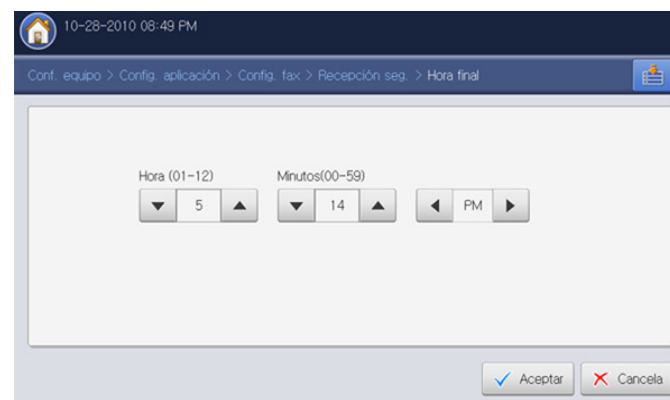 10-28-2010 08:49 PM
Conf. equipo > Config. aplicación > Config. fax > Recepción seg. > Hora final
Hora (01-12) Minutos(00-59)
5 14 PM
Aceptar Cancela